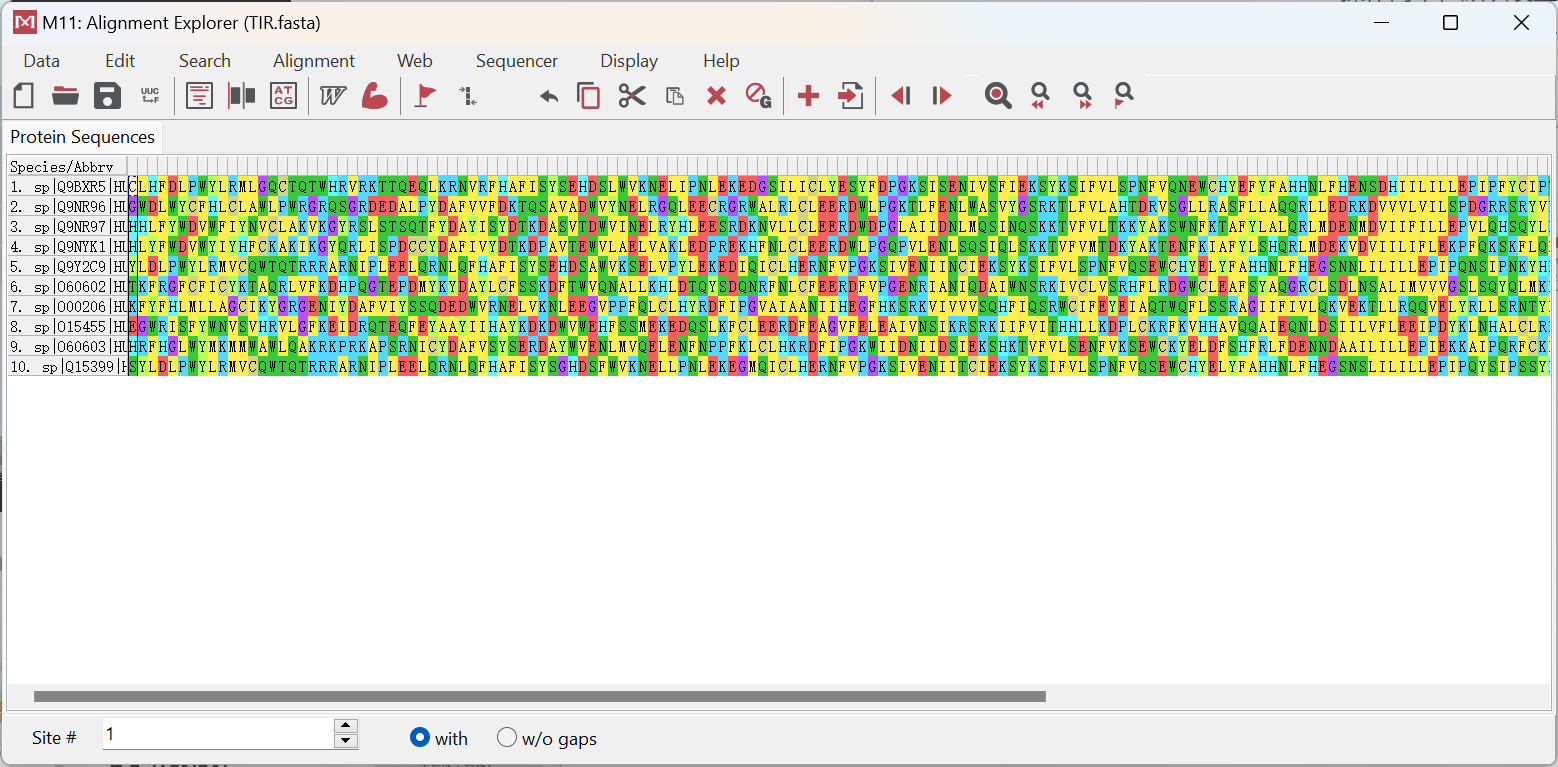 M11: Alignment Explorer (TIR.fasta)
Data Edit Search Alignment Web Sequencer Display Help
UUC
F
AT
CG
W
G
Protein Sequences
Species/Abbrv
1. sp|Q9BXR5|HU CLHFDLPWYLRMLGQCTQTWHRVRKTTQEQLKRNVRFHAFISYSEHDSLWVKNELIPNLEKEDGSILICLYESYFDPGKSISENIVSFIEKSYKSIFVLSPNFVQNEWCHYEFYFAHHNLFHENSDHIILILLEPIPFYCIP
2. sp|Q9NR96|HU GWDLWYCFHLCLAWLPWRGRQSGRDEDALPYDAFVVFDKTQSAVADWVYNELRGQLEECRGRWALRLCLEERDWLPGKTLFENLWASVYGSRKTLFVLAHTDRVSGLLRASFLLAQQRLLEDRKDVVVLVILSPDGRRSRYV
3. sp|Q9NR97|HU HHLFYWDVWFIYNVCLAKVKGYRSLSTSQTFYDAYISYDTKDASVTDWVINELRYHLEESRDKNVLLCLEERDWDPGLAIIDNLMQSINQSKKTVFVLTKKYAKSWNFKTAFYLALQRLMDENMDVIIFILLEPVLQHSQYL
4. sp|Q9NYK1|HU HLYFWDVWYIYHFCKAKIKGYQRLISPDCCYDAFIVYDTKDPAVTEWVLAELVAKLEDPREKHFNLCLEERDWLPGQPVLENLSQSIQLSKKTVFVMTDKYAKTENFKIAFYLSHQRLMDEKVDVIILIFLEKPFQKSKFLQ
5. sp|Q9Y2C9|HU YLDLPWYLRMVCQWTQTRRRARNIPLEELQRNLQFHAFISYSEHDSAWVKSELVPYLEKEDIQICLHERNFVPGKSIVENIINCIEKSYKSIFVLSPNFVQSEWCHYELYFAHHNLFHEGSNNLILILLEPIPQNSIPNKYH
6. sp|O60602|HU TKFRGFCFICYKTAQRLVFKDHPQGTEPDMYKYDAYLCFSSKDFTWVQNALLKHLDTQYSDQNRFNLCFEERDFVPGENRIANIQDAIWNSRKIVCLVSRHFLRDGWCLEAFSYAQGRCLSDLNSALIMVVVGSLSQYQLMK
7. sp|O00206|HU KFYFHLMLLAGCIKYGRGENIYDAFVIYSSQDEDWVRNELVKNLEEGVPPFQLCLHYRDFIPGVAIAANIIHEGFHKSRKVIVVVSQHFIQSRWCIFEYEIAQTWQFLSSRAGIIFIVLQKVEKTLLRQQVELYRLLSRNTY
8. sp|O15455|HU EGWRISFYWNVSVHRVLGFKEIDRQTEQFEYAAYIIHAYKDKDWVWEHFSSMEKEDQSLKFCLEERDFEAGVFELEAIVNSIKRSRKIIFVITHHLLKDPLCKRFKVHHAVQQAIEQNLDSIILVFLEEIPDYKLNHALCLR
9. sp|O60603|HU HRFHGLWYMKMMWAWLQAKRKPRKAPSRNICYDAFVSYSERDAYWVENLMVQELENFNPPFKLCLHKRDFIPGKWIIDNIIDSIEKSHKTVFVLSENFVKSEWCKYELDFSHFRLFDENNDAAILILLEPIEKKAIPQRFCK
10. sp|Q15399|H SYLDLPWYLRMVCQWTQTRRRARNIPLEELQRNLQFHAFISYSGHDSFWVKNELLPNLEKEGMQICLHERNFVPGKSIVENIITCIEKSYKSIFVLSPNFVQSEWCHYELYFAHHNLFHEGSNSLILILLEPIPQYSIPSSY
Site # 1 with w/o gaps